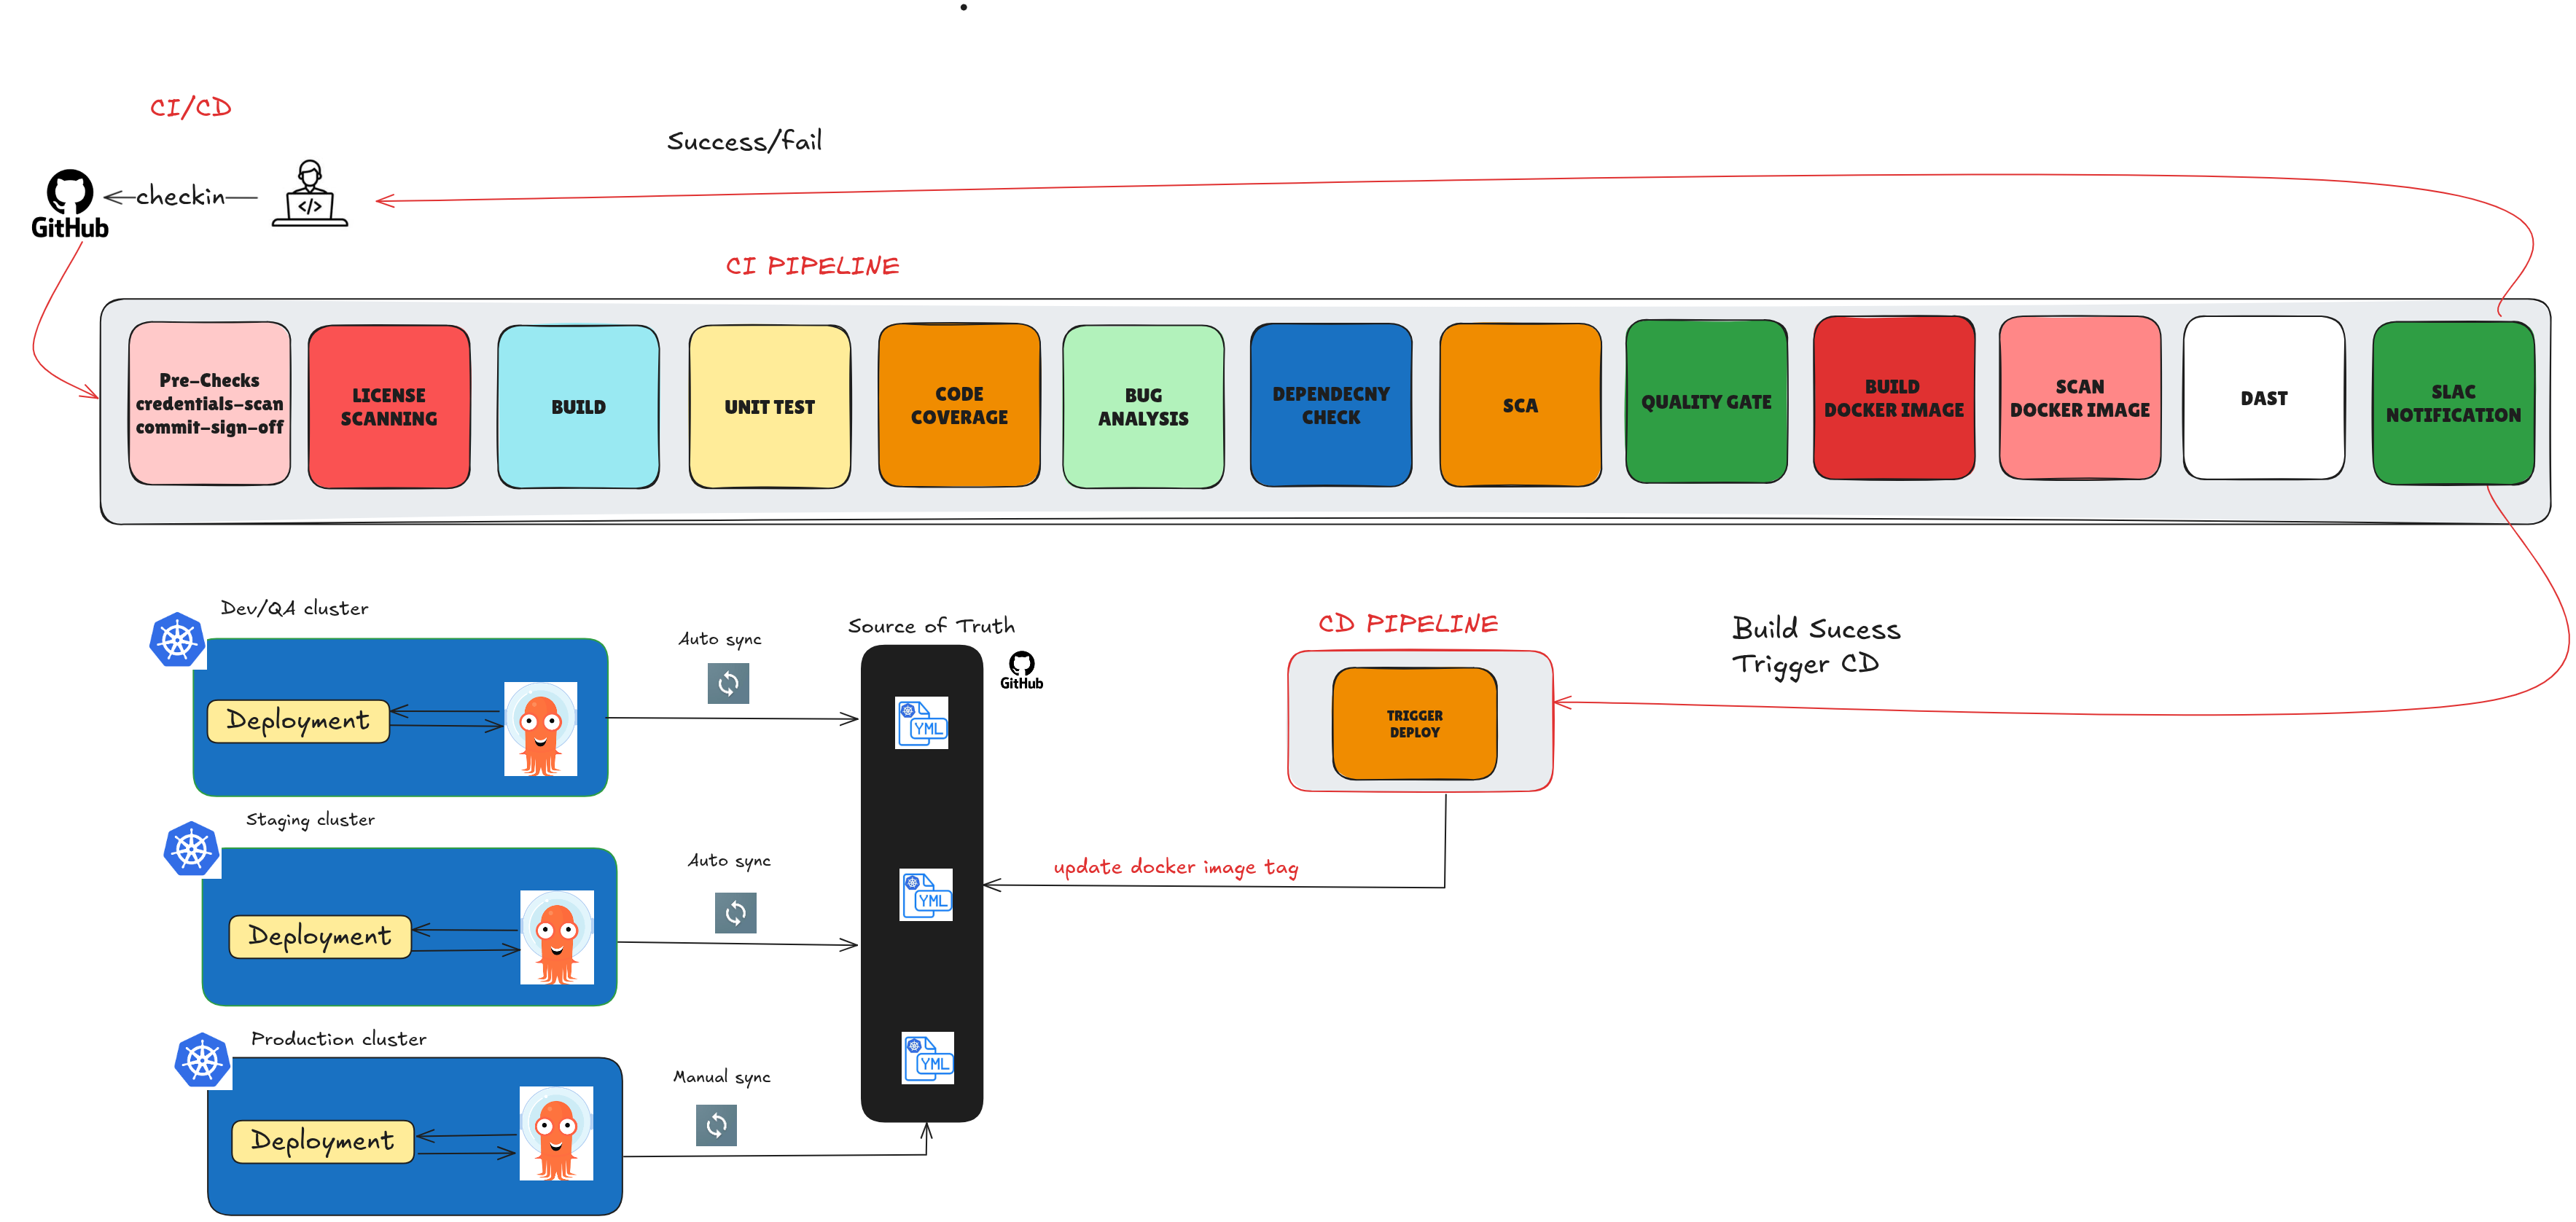 CI/CD
Success/fail
GitHub
checkin
</>
CI PIPELINE
Pre-Checks
credentials-scan
commit-sign-off
LICENSE
SCANNING
BUILD
UNIT TEST
CODE
COVERAGE
BUG
ANALYSIS
DEPENDECNY
CHECK
SCA
QUALITY GATE
BUILD
DOCKER IMAGE
SCAN
DOCKER IMAGE
DAST
SLAC
NOTIFICATION
Build Sucess
Trigger CD
CD PIPELINE
TRIGGER
DEPLOY
update docker image tag
Source of Truth
GitHub
YML
YML
YML
Dev/QA cluster
Deployment
Auto sync
Staging cluster
Deployment
Auto sync
Production cluster
Deployment
Manual sync